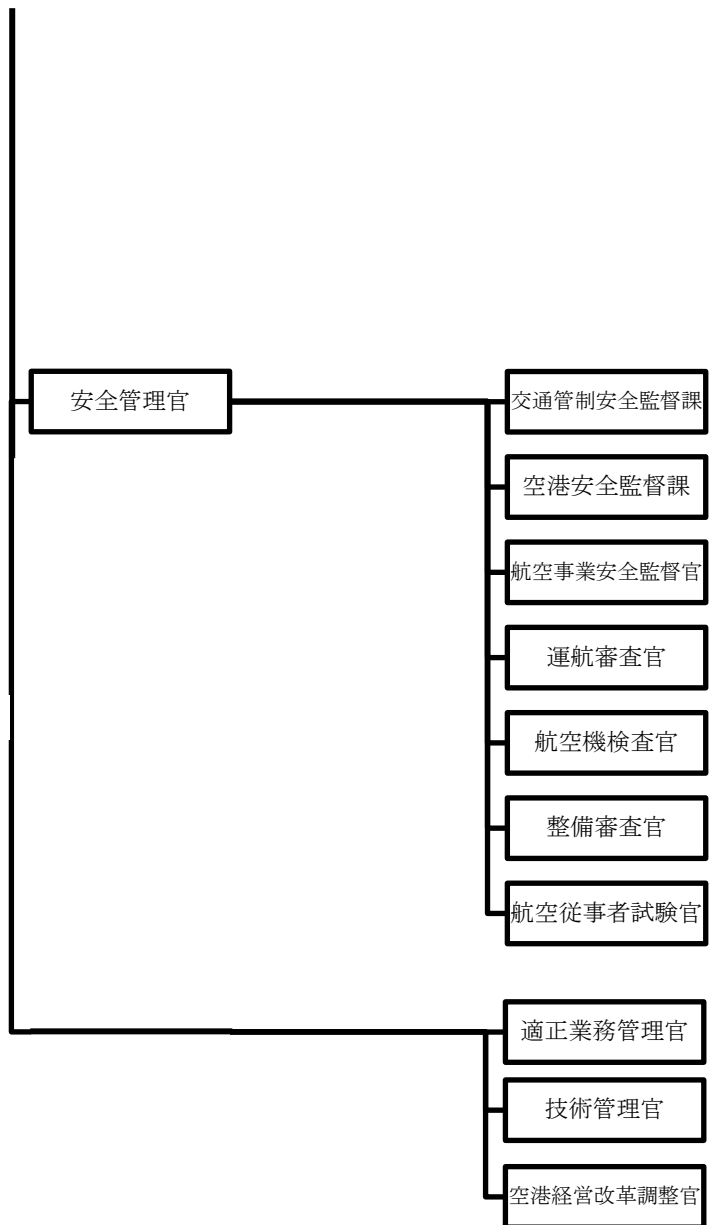 安全管理官
交通管制安全監督課
空港安全監督課
航空事業安全監督官
運航審査官
航空機検査官
整備審査官
航空従事者試験官
適正業務管理官
技術管理官
空港経営改革調整官